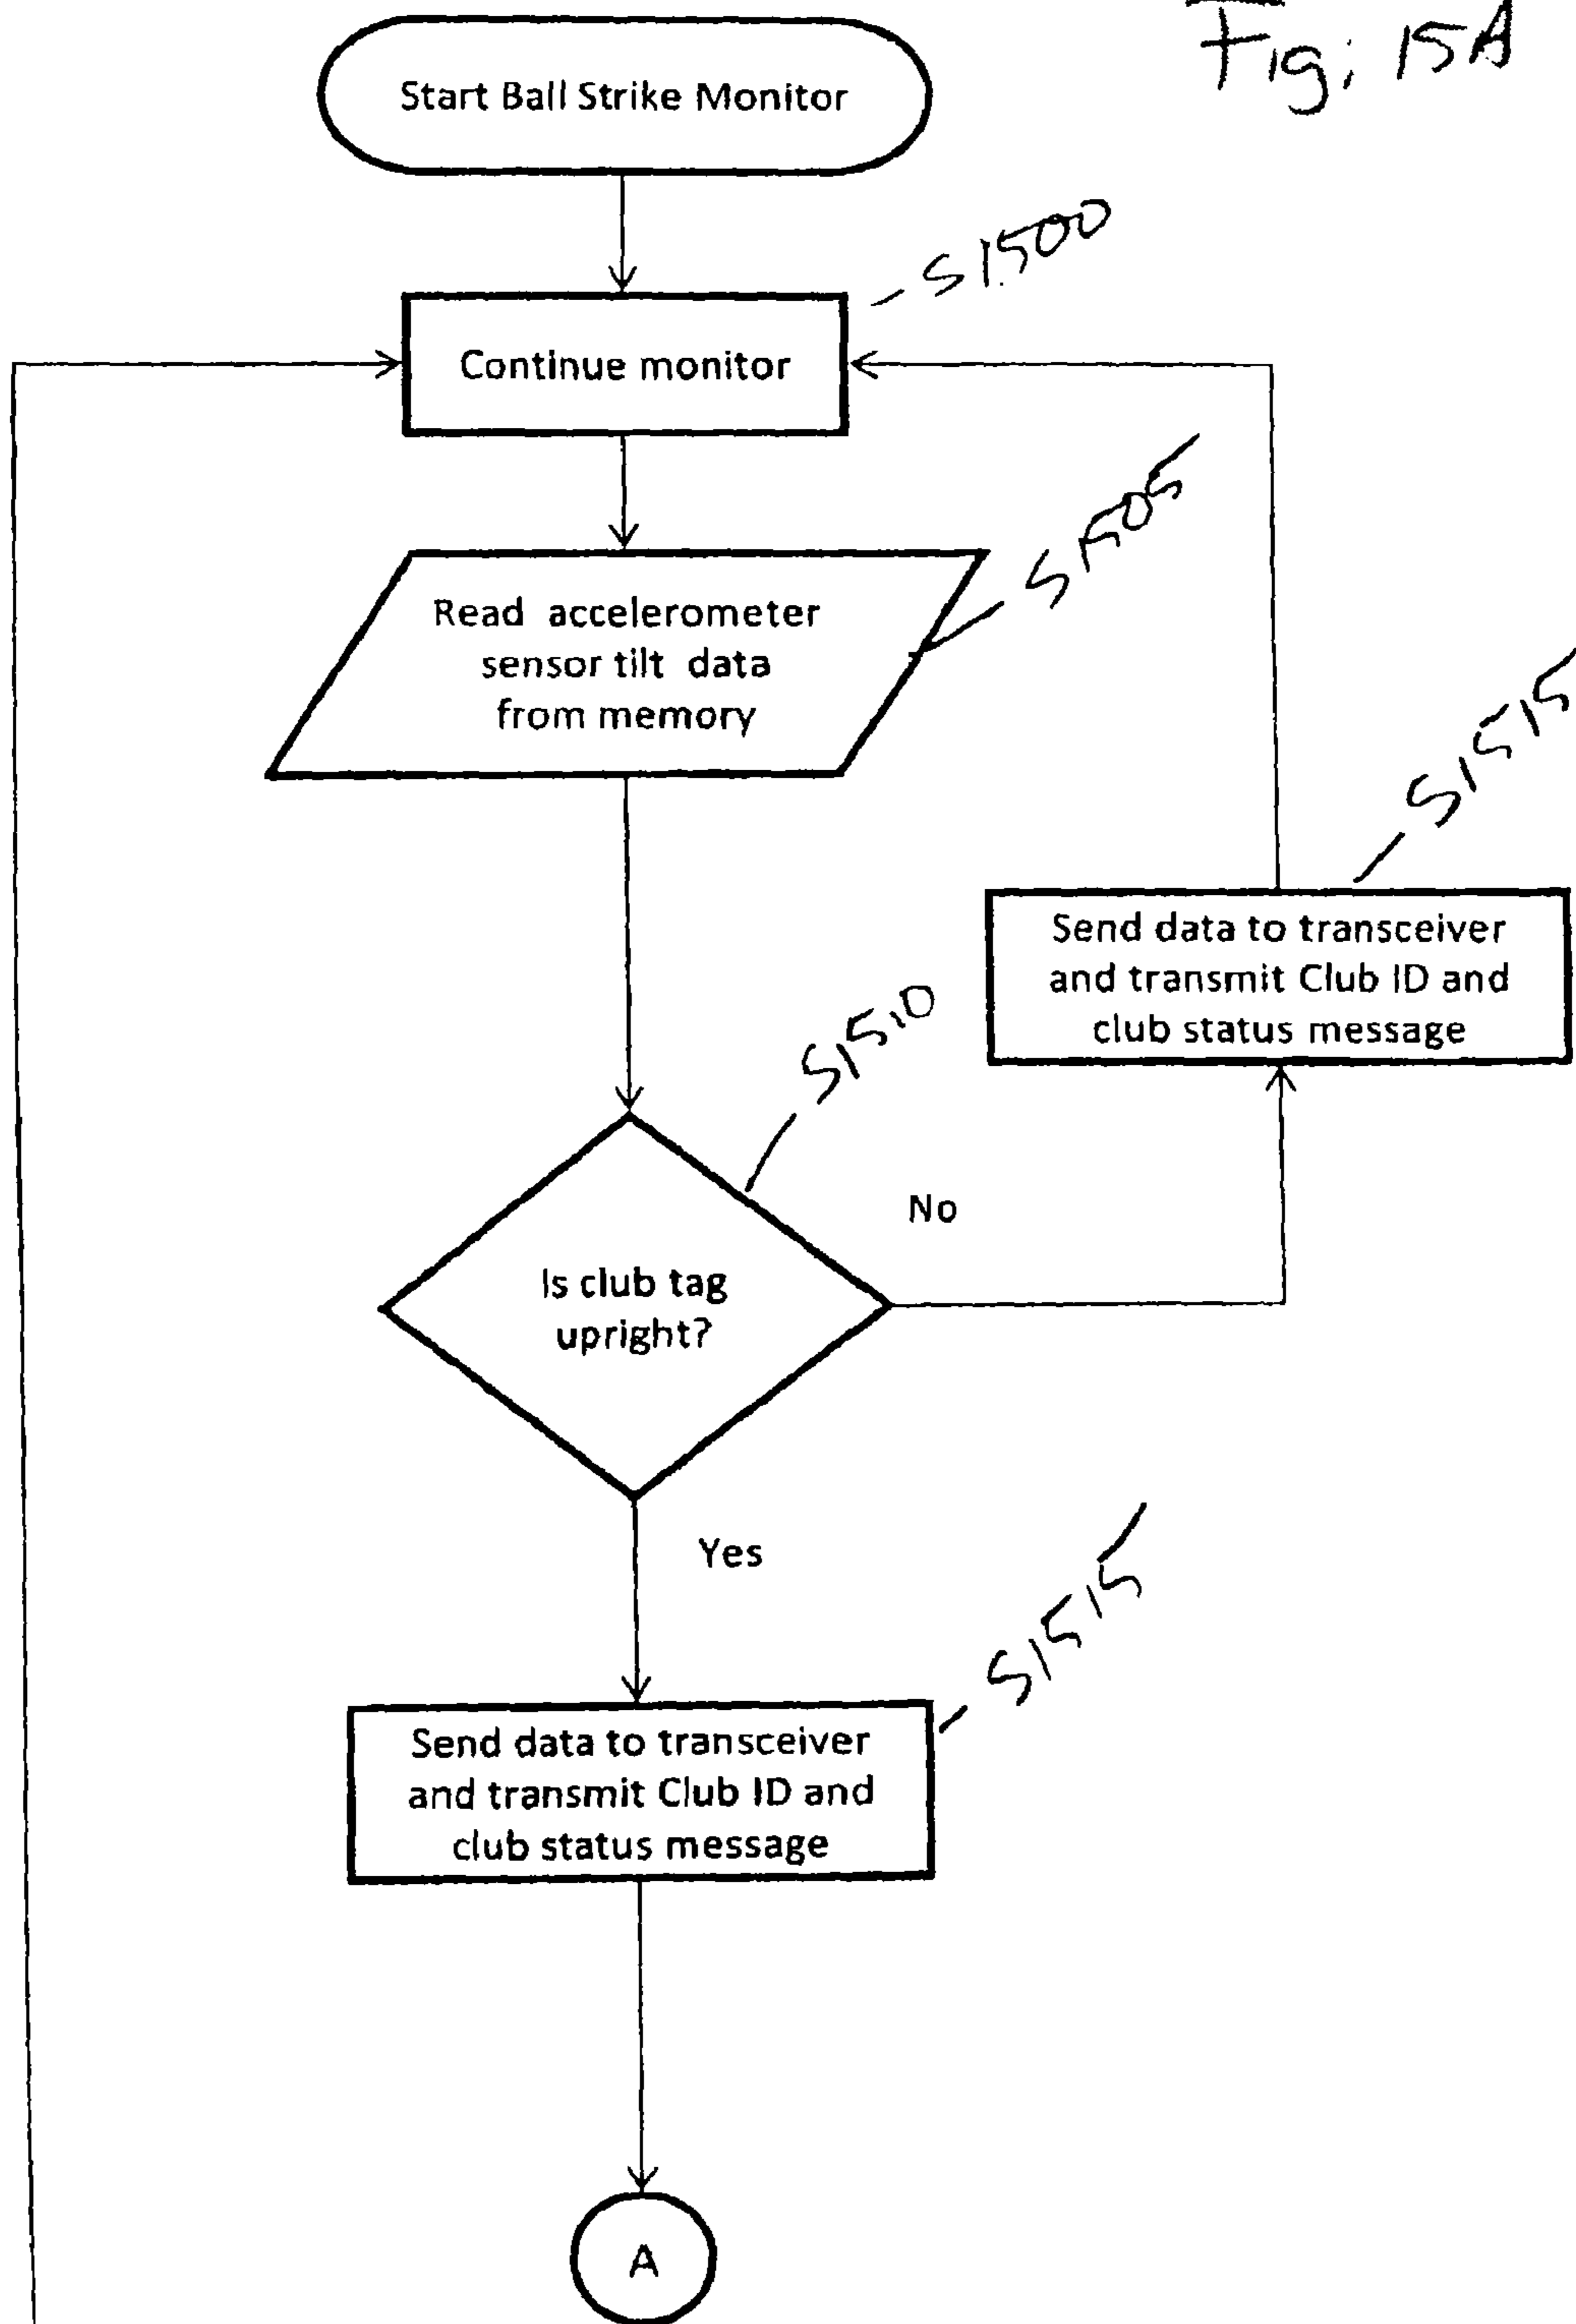 Fig; 15A
Start Ball Strike Monitor
S1500
Continue monitor
S1505
Read accelerometer
sensor tilt data
from memory
S1515
Send data to transceiver
and transmit Club ID and
club status message
S1510
No
Is club tag
upright?
Yes
S1515
Send data to transceiver
and transmit Club ID and
club status message
A